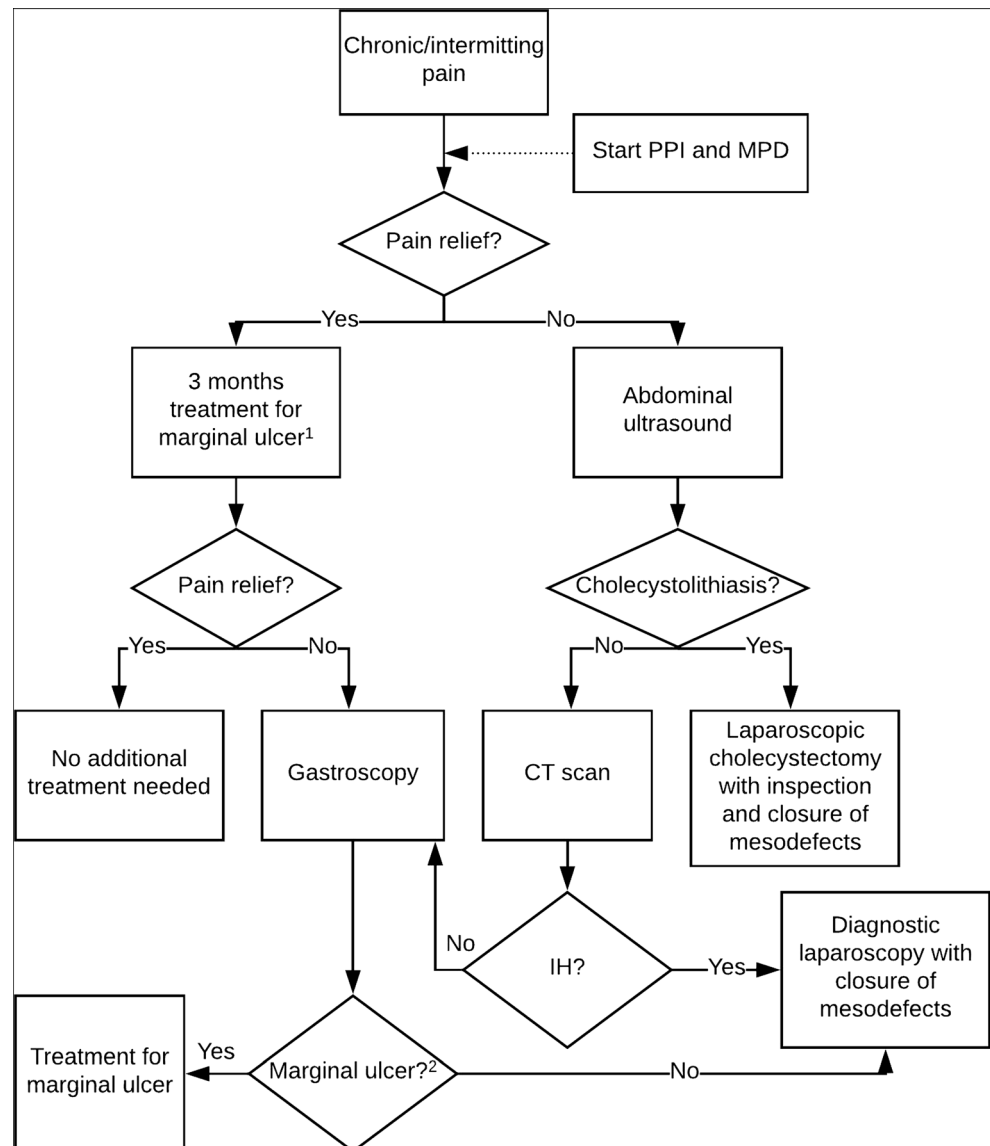 Chronic/intermitting
pain
Start PPI and MPD
Pain relief?
Yes
No
3 months
treatment for
marginal ulcer¹
Abdominal
ultrasound
Pain relief?
Cholecystolithiasis?
Yes
No
No
Yes
No additional
treatment needed
Gastroscopy
CT scan
Laparoscopic
cholecystectomy
with inspection
and closure of
mesodefects
No
IH?
Yes
Diagnostic
laparoscopy with
closure of
mesodefects
Treatment for
marginal ulcer
Yes
Marginal ulcer?²
No